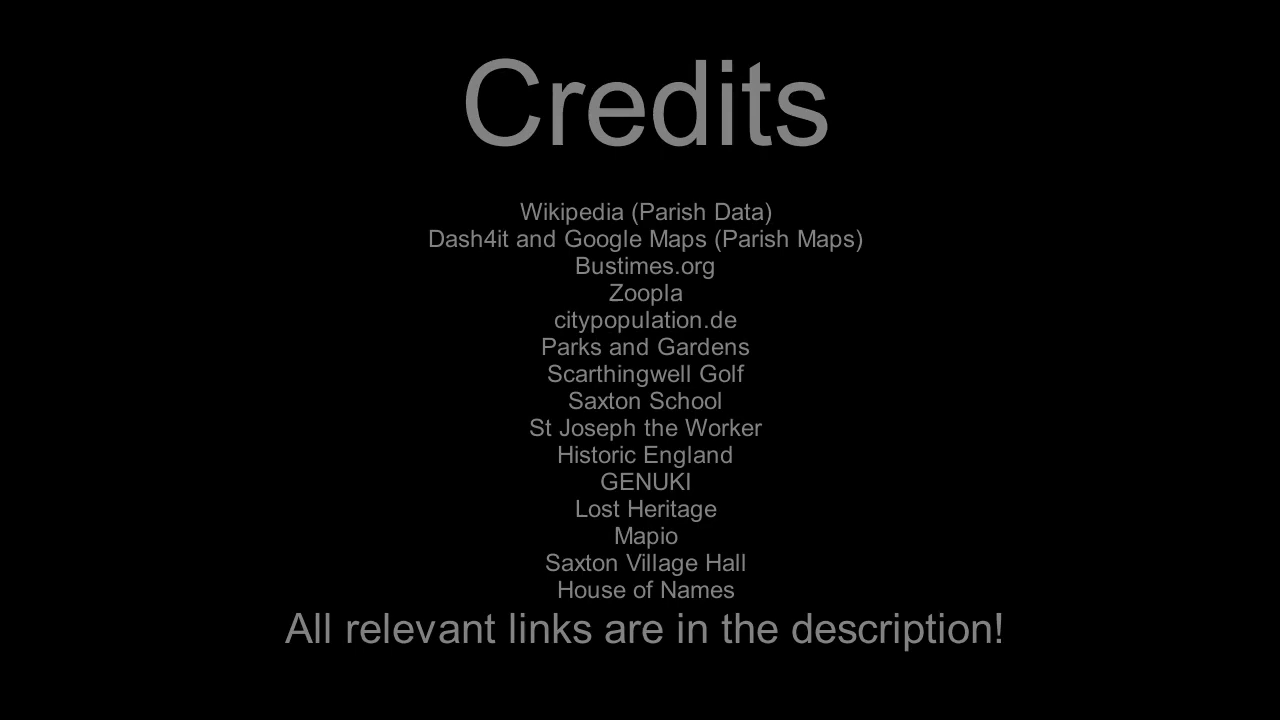 Credits
Wikipedia (Parish Data)
Dash4it and Google Maps (Parish Maps)
Bustimes.org
Zoopla
citypopulation.de
Parks and Gardens
Scarthingwell Golf
Saxton School
St Joseph the Worker
Historic England
GENUKI
Lost Heritage
Mapio
Saxton Village Hall
House of Names
All relevant links are in the description!